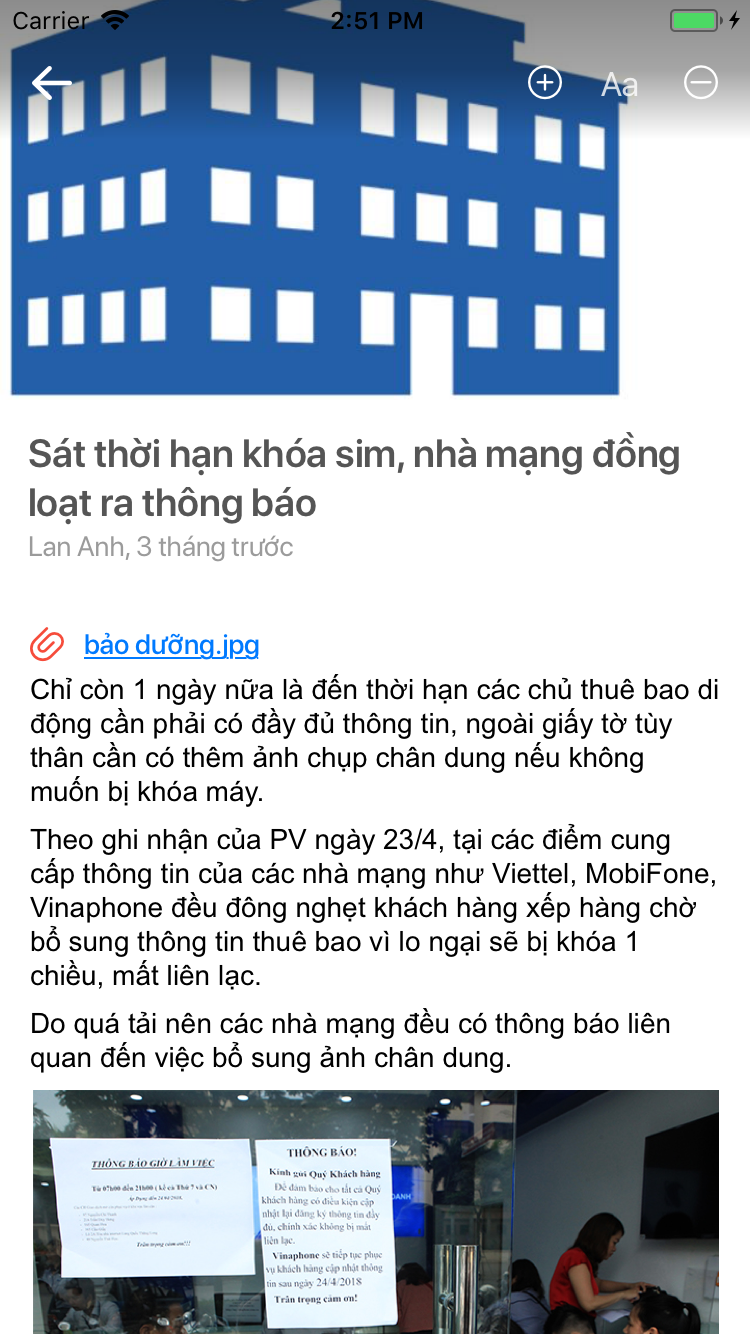 Carrier 2:51 PM
Aa
Sát thời hạn khóa sim, nhà mạng đồng
loạt ra thông báo
Lan Anh, 3 tháng trước
bảo dưỡng.jpg
Chỉ còn 1 ngày nữa là đến thời hạn các chủ thuê bao di
động cần phải có đầy đủ thông tin, ngoài giấy tờ tùy
thân cần có thêm ảnh chụp chân dung nếu không
muốn bị khóa máy.
Theo ghi nhận của PV ngày 23/4, tại các điểm cung
cấp thông tin của các nhà mạng như Viettel, MobiFone,
Vinaphone đều đông nghẹt khách hàng xếp hàng chờ
bổ sung thông tin thuê bao vì lo ngại sẽ bị khóa 1
chiều, mất liên lạc.
Do quá tải nên các nhà mạng đều có thông báo liên
quan đến việc bổ sung ảnh chân dung.
THÔNG BÁO GIỜ LÀM VIỆC
Từ 07h00 đến 21h00 ( kể cả Thứ 7 và CN)
Áp dụng đến 24/04/2018.
Trân trọng cảm ơn!!!
THÔNG BÁO!
Kính gửi Quý Khách hàng
Để đảm bảo cho tất cả Quý
khách hàng có điều kiện cập
nhật lại đăng ký thông tin đầy
đủ, chính xác không bị mất
liên lạc.
Vinaphone sẽ tiếp tục phục
vụ khách hàng cập nhật thông
tin sau ngày 24/4/2018
Trân trọng cảm ơn!